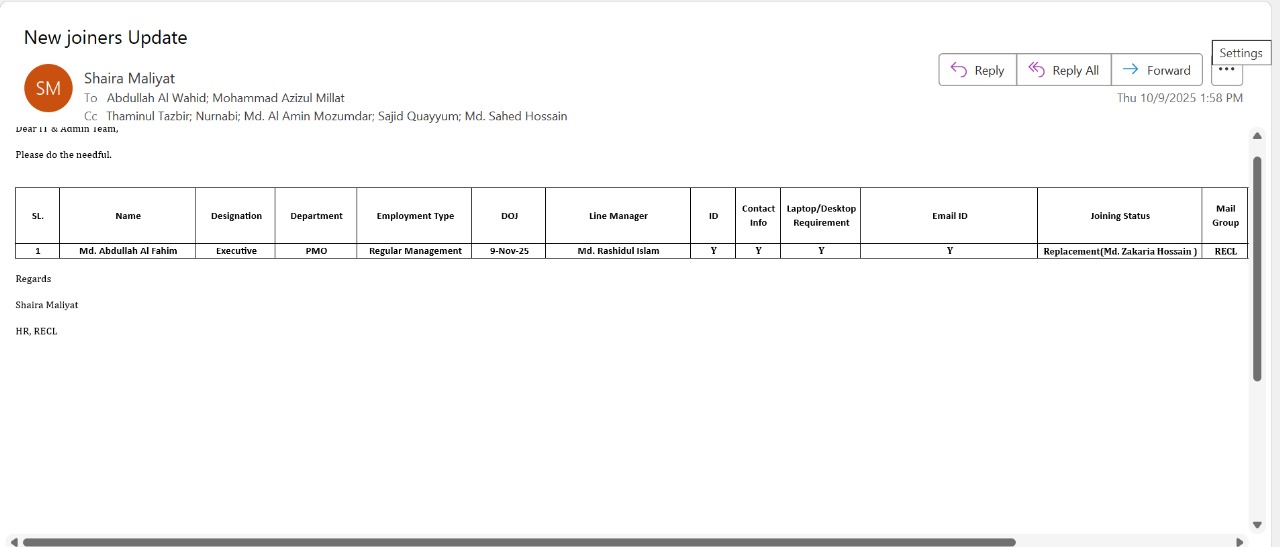 New joiners Update
Settings
SM
Shaira Maliyat
Reply
Reply All
Forward
To Abdullah Al Wahid; Mohammad Azizul Millat
Thu 10/9/2025 1:58 PM
Cc Thaminul Tazbir; Nurnabi; Md. Al Amin Mozumdar; Sajid Quayyum; Md. Sahed Hossain
Dear IT & Admin Team,
Please do the needful.
SL. Name Designation Department Employment Type DOJ Line Manager ID Contact Info Laptop/Desktop Requirement Email ID Joining Status Mail Group
1 Md. Abdullah Al Fahim Executive PMO Regular Management 9-Nov-25 Md. Rashidul Islam Y Y Y Y Replacement(Md. Zakaria Hossain ) RECL
Regards
Shaira Maliyat
HR, RECL